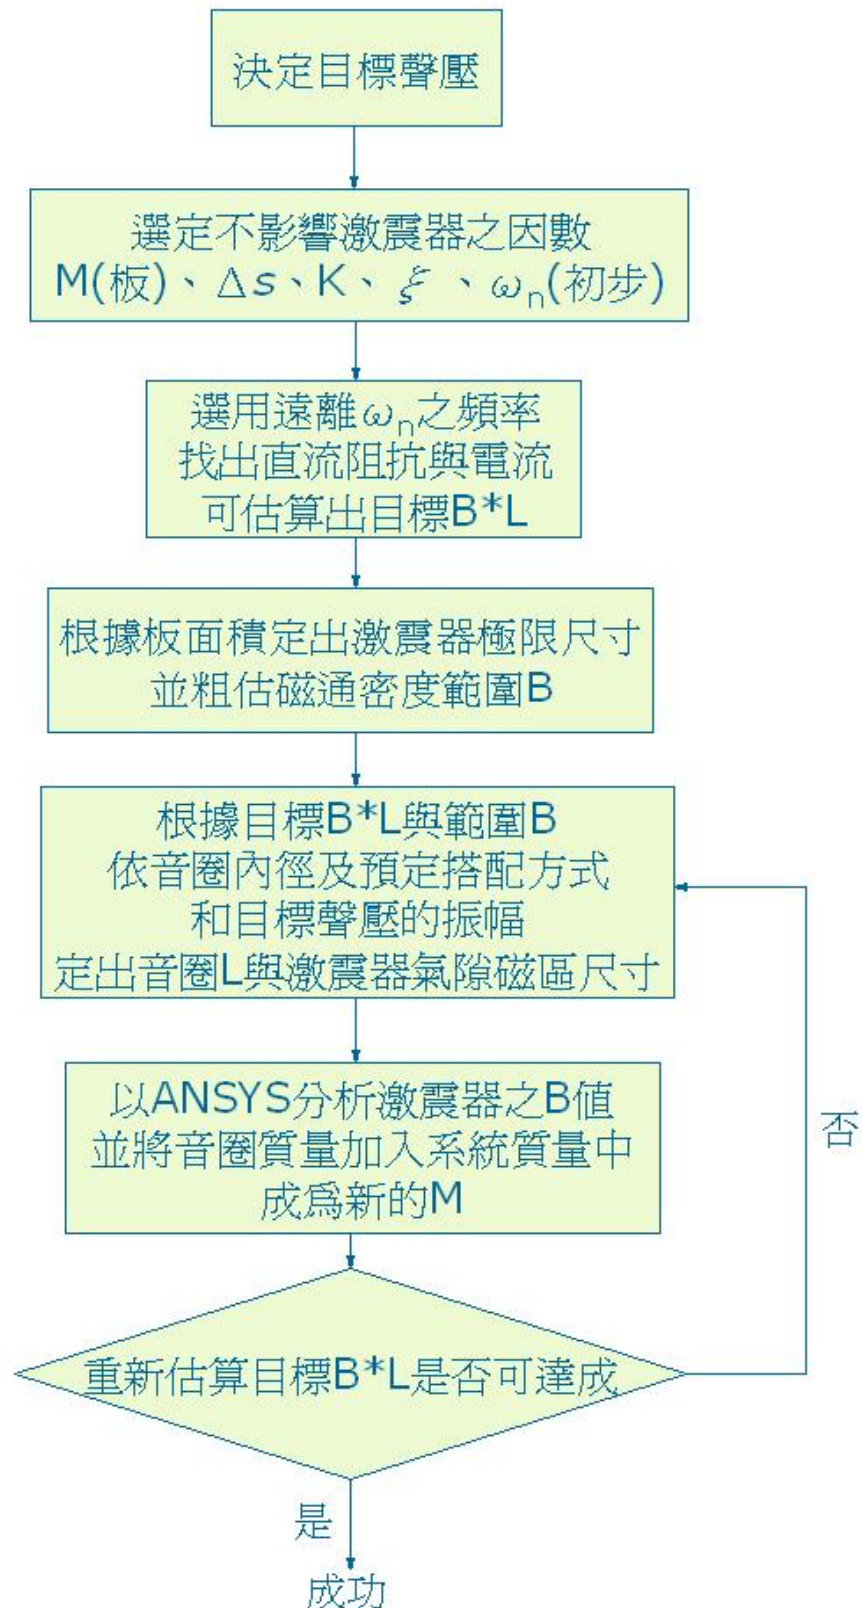 決定目標聲壓
選定不影響激震器之因數
M(板)、Δs、K、ξ、ωn(初步)
選用遠離ωn之頻率
找出直流阻抗與電流
可估算出目標B*L
根據板面積定出激震器極限尺寸
並粗估磁通密度範圍B
根據目標B*L與範圍B
依音圈內徑及預定搭配方式
和目標聲壓的振幅
定出音圈L與激震器氣隙磁區尺寸
以ANSYS分析激震器之B值
並將音圈質量加入系統質量中
成爲新的M
否
重新估算目標B*L是否可達成
是
成功